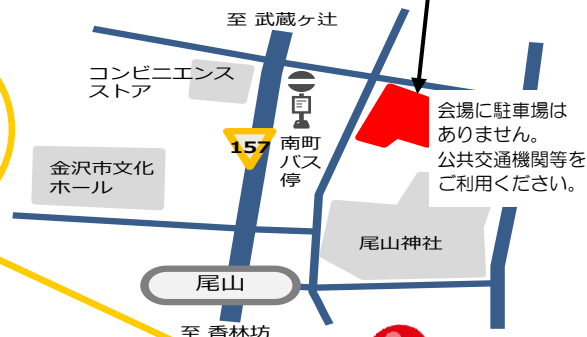 至 武蔵ヶ辻
コンビニエンス
ストア
会場に駐車場は
ありません。
公共交通機関等を
ご利用ください。
157
南町
バス
停
金沢市文化
ホール
尾山神社
尾山
至 香林坊